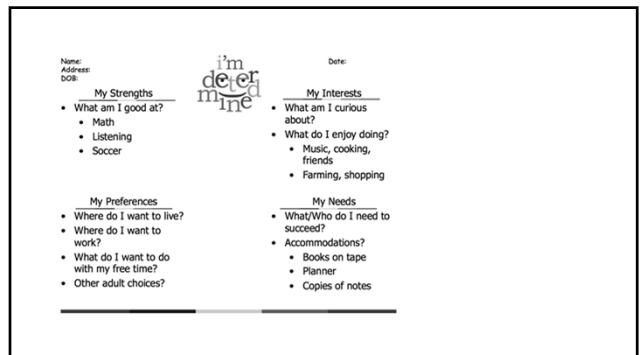 Name:
Address:
DOB:
i'm
determined
Date:
My Strengths
• What am I good at?
• Math
• Listening
• Soccer
My Interests
• What am I curious
about?
• What do I enjoy doing?
• Music, cooking,
friends
• Farming, shopping
My Preferences
• Where do I want to live?
• Where do I want to
work?
• What do I want to do
with my free time?
• Other adult choices?
My Needs
• What/Who do I need to
succeed?
• Accommodations?
• Books on tape
• Planner
• Copies of notes